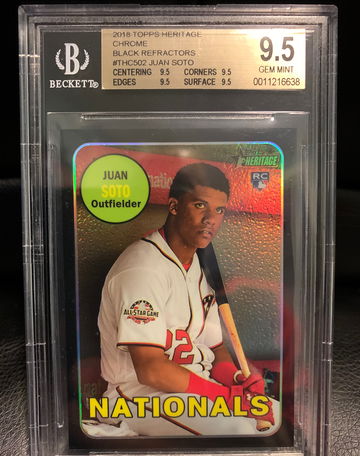 2018 TOPPS HERITAGE
CHROME
BLACK REFRACTORS
#THC502 JUAN SOTO
CENTERING 9.5 CORNERS 9.5
EDGES 9.5 SURFACE 9.5
B
BECKETT
9.5
GEM MINT
0011216638
HERITAGE
RC
JUAN
SOTO
Outfielder
ALL-STAR GAME
2
NATIONALS